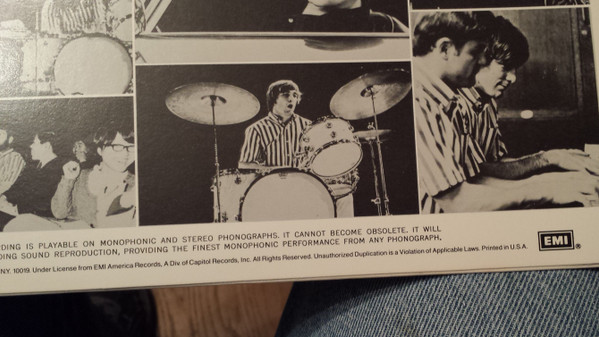 DING IS PLAYABLE ON MONOPHONIC AND STEREO PHONOGRAPHS. IT CANNOT BECOME OBSOLETE. IT WILL
DING SOUND REPRODUCTION, PROVIDING THE FINEST MONOPHONIC PERFORMANCE FROM ANY PHONOGRAPH.
NY. 10019. Under License from EMI America Records, A Div. of Capitol Records, Inc. All Rights Reserved. Unauthorized Duplication is a Violation of Applicable Laws. Printed in U.S.A.
EMI
®